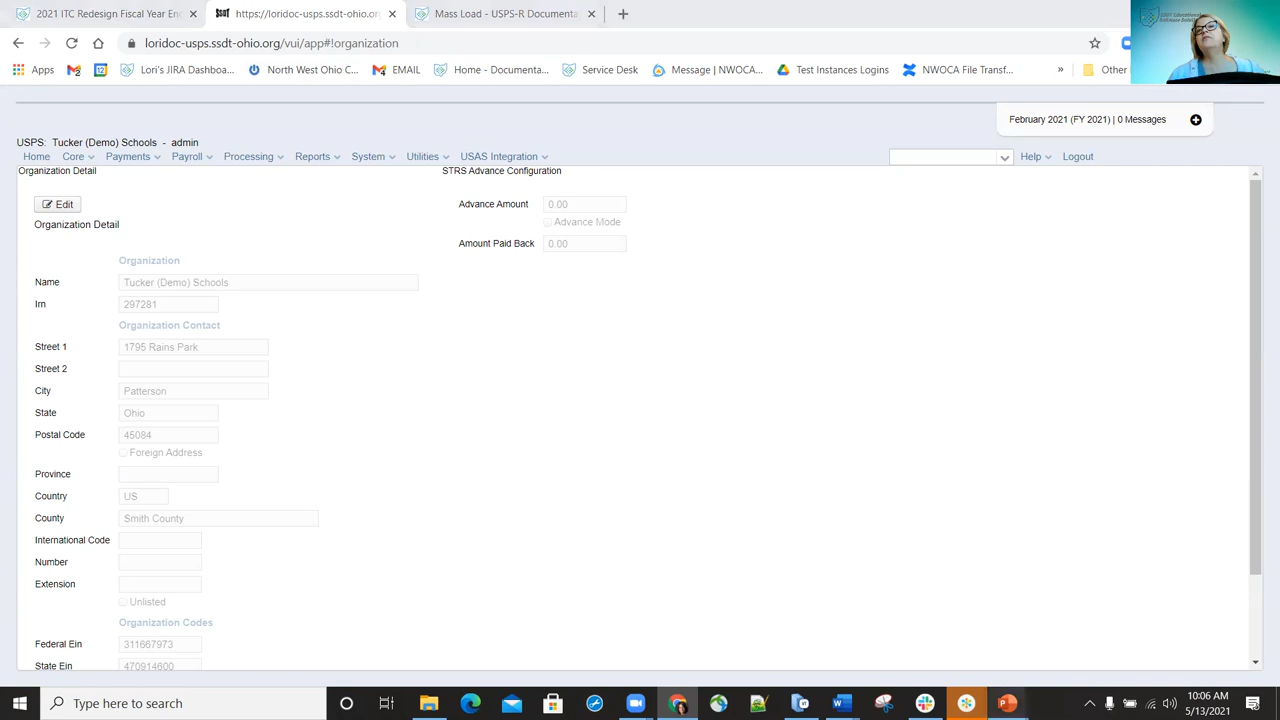 2021 ITC Redesign Fiscal Year En
https://loridoc-usps.ssdt-ohio.org
Mass Load - USPS-R Documenta
loridoc-usps.ssdt-ohio.org/vui/app#!organization
Apps
Lori's JIRA Dashboa...
North West Ohio C...
EMAIL
Home - Documenta...
Service Desk
Message | NWOCA...
Test Instances Logins
NWOCA File Transf...
»
Other
February 2021 (FY 2021) | 0 Messages
USPS: Tucker (Demo) Schools - admin
Home Core Payments Payroll Processing Reports System Utilities USAS Integration Help Logout
Organization Detail
STRS Advance Configuration
Edit
Advance Amount 0.00
Advance Mode
Organization Detail
Amount Paid Back 0.00
Organization
Name Tucker (Demo) Schools
Irn 297281
Organization Contact
Street 1 1795 Rains Park
Street 2
City Patterson
State Ohio
Postal Code 45084
Foreign Address
Province
Country US
County Smith County
International Code
Number
Extension
Unlisted
Organization Codes
Federal Ein 311667973
State Ein 470914600
Type here to search
10:06 AM
5/13/2021